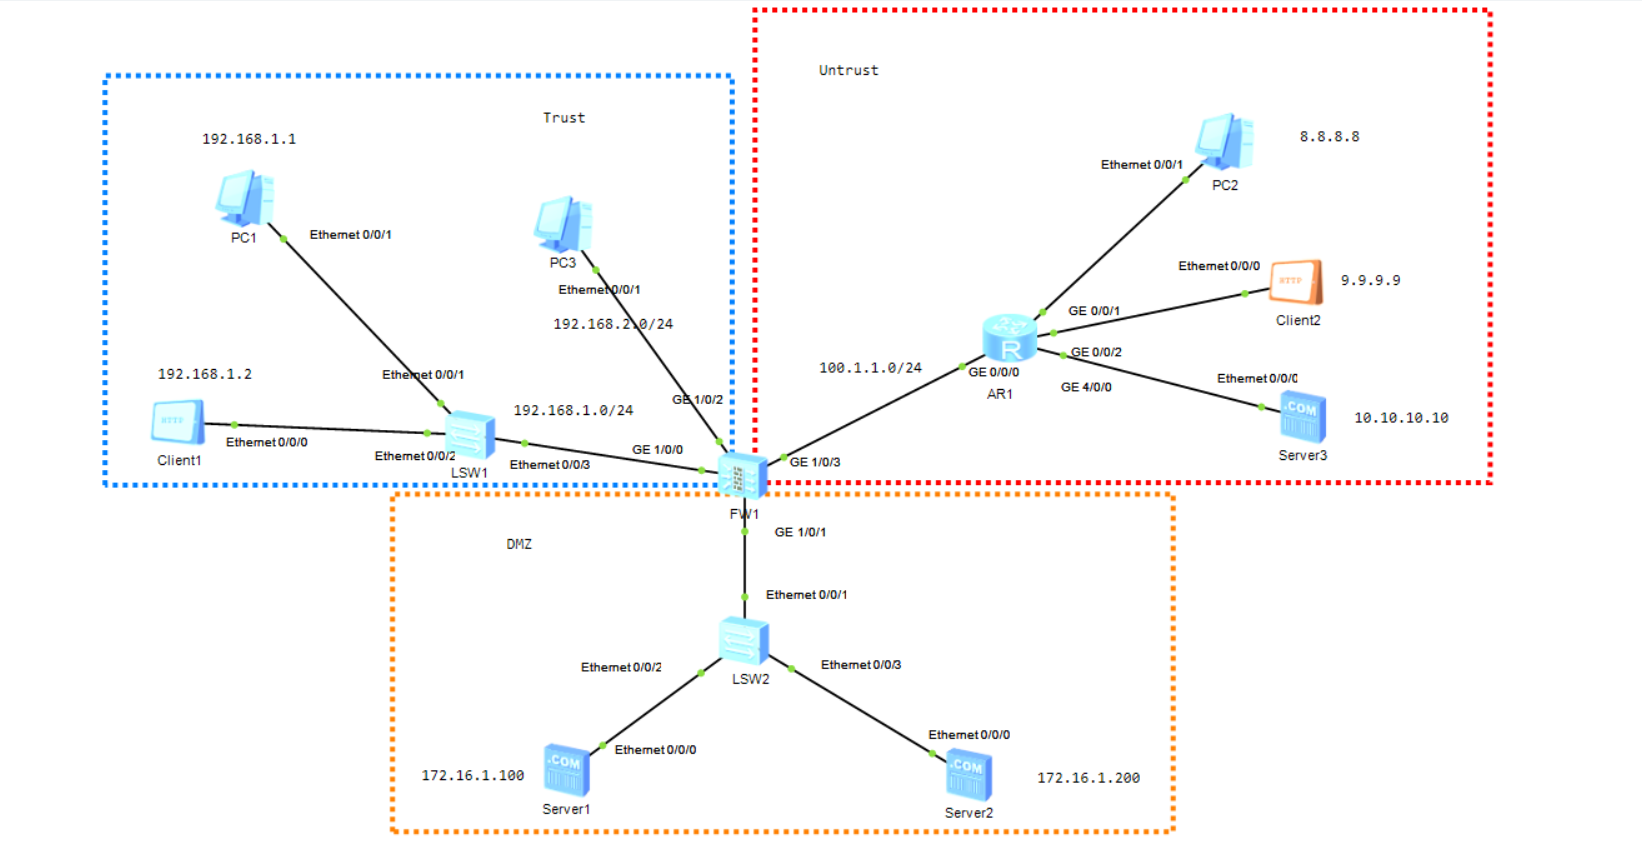 Untrust
Trust
192.168.1.1
PC1
Ethernet 0/0/1
PC3
Ethernet 0/0/1
192.168.2.0/24
192.168.1.2
Client1
Ethernet 0/0/0
Ethernet 0/0/1
Ethernet 0/0/2
LSW1
192.168.1.0/24
Ethernet 0/0/3
GE 1/0/0
GE 1/0/2
Ethernet 0/0/1
PC2
8.8.8.8
Ethernet 0/0/0
HTTP
9.9.9.9
Client2
GE 0/0/1
R
GE 0/0/2
GE 0/0/0
AR1
GE 4/0/0
100.1.1.0/24
Ethernet 0/0/0
.COM
10.10.10.10
Server3
GE 1/0/3
FW1
DMZ
GE 1/0/1
Ethernet 0/0/1
LSW2
Ethernet 0/0/2
Ethernet 0/0/3
Ethernet 0/0/0
172.16.1.100
.COM
Server1
Ethernet 0/0/0
.COM
172.16.1.200
Server2
HTTP